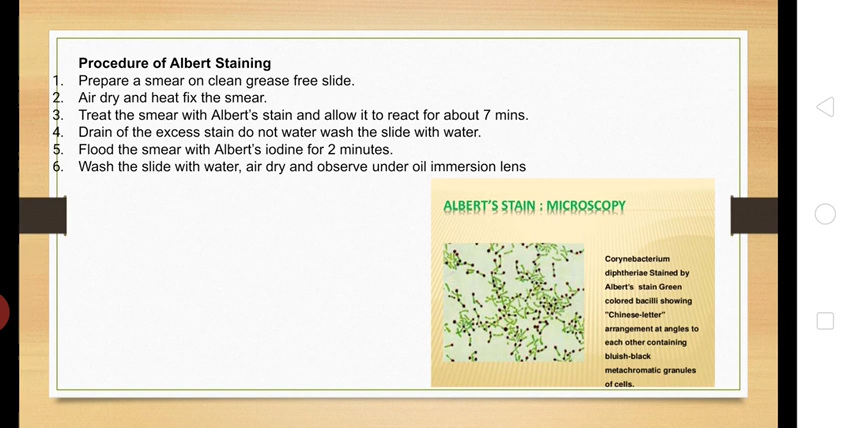 Procedure of Albert Staining
1. Prepare a smear on clean grease free slide.
2. Air dry and heat fix the smear.
3. Treat the smear with Albert's stain and allow it to react for about 7 mins.
4. Drain of the excess stain do not water wash the slide with water.
5. Flood the smear with Albert's iodine for 2 minutes.
6. Wash the slide with water, air dry and observe under oil immersion lens
ALBERT'S STAIN : MICROSCOPY
Corynebacterium
diphtheriae Stained by
Albert's stain Green
colored bacilli showing
"Chinese-letter"
arrangement at angles to
each other containing
bluish-black
metachromatic granules
of cells.